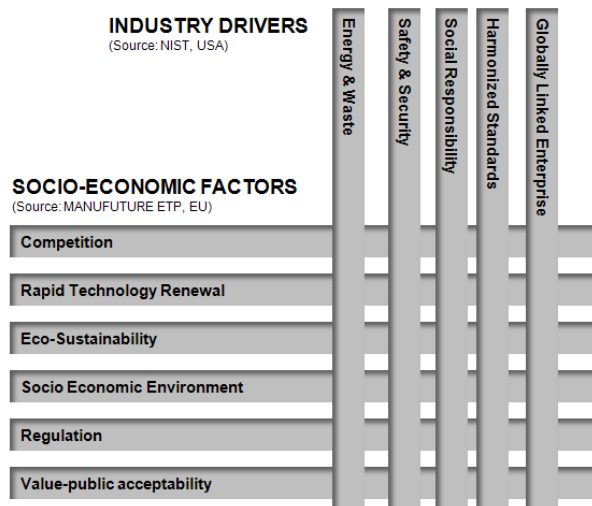 INDUSTRY DRIVERS
(Source: NIST, USA)
Energy & Waste
Safety & Security
Social Responsibility
Harmonized Standards
Globally Linked Enterprise
SOCIO-ECONOMIC FACTORS
(Source: MANUFUTURE ETP, EU)
Competition
Rapid Technology Renewal
Eco-Sustainability
Socio Economic Environment
Regulation
Value-public acceptability